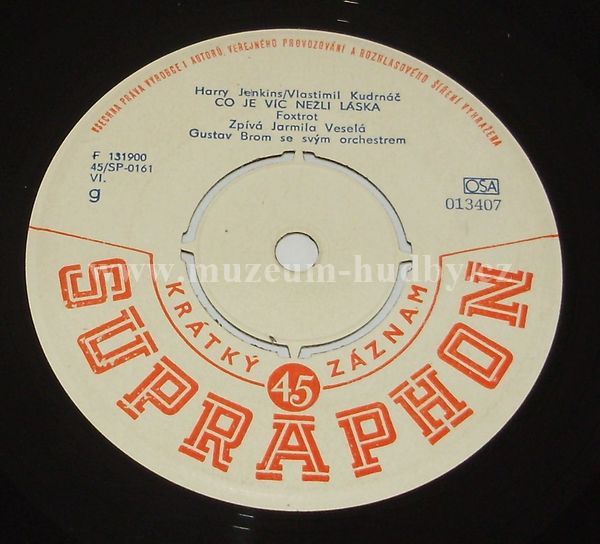 VŠECHNA PRÁVA VÝROBCE I AUTORŮ, VEŘEJNÉHO PROVOZOVÁNÍ A ROZHLASOVÉHO ŠÍŘENÍ VYHRAŽENA
Harry Jenkins/Vlastimil Kudrnáč
CO JE VÍC NEŽLI LÁSKA
Foxtrot
Zpívá Jarmila Veselá
Gustav Brom se svým orchestrem
F 131900
45/SP-0161
VI.
g
OSA
013407
www.muzeum-hudby.cz
KRÁTKÝ ZÁZNAM
45
SUPRAPHON